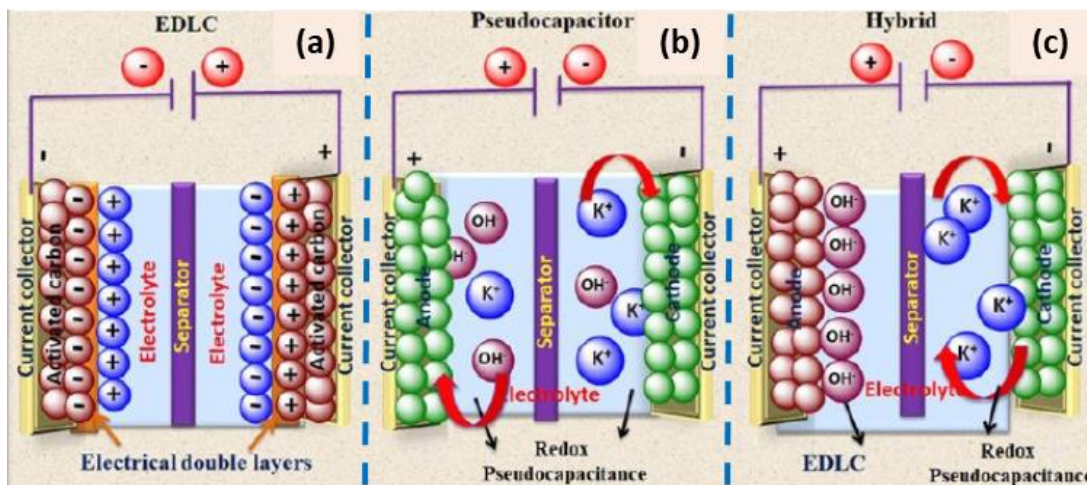 EDLC
(a)
- +
-
+
Current collector
Activated carbon
Electrolyte
Separator
Electrolyte
Activated carbon
Current collector
- - - - - - - -
+ + + + + + +
- - - - - - - -
+ + + + + + +
Electrical double layers
Pseudocapacitor
(b)
+ -
+
-
Current collector
Anode
OH
H-
K+
OH
Separator
K+
OH-
K+
K+
Cathode
Current collector
Electrolyte
Redox
Pseudocapacitance
Hybrid
(c)
+ -
+
-
Current collector
Anode
OH-
OH-
OH-
OH-
OH-
Separator
K+
K+
K+
K+
Cathode
Current collector
Electrolyte
EDLC
Redox
Pseudocapacitance